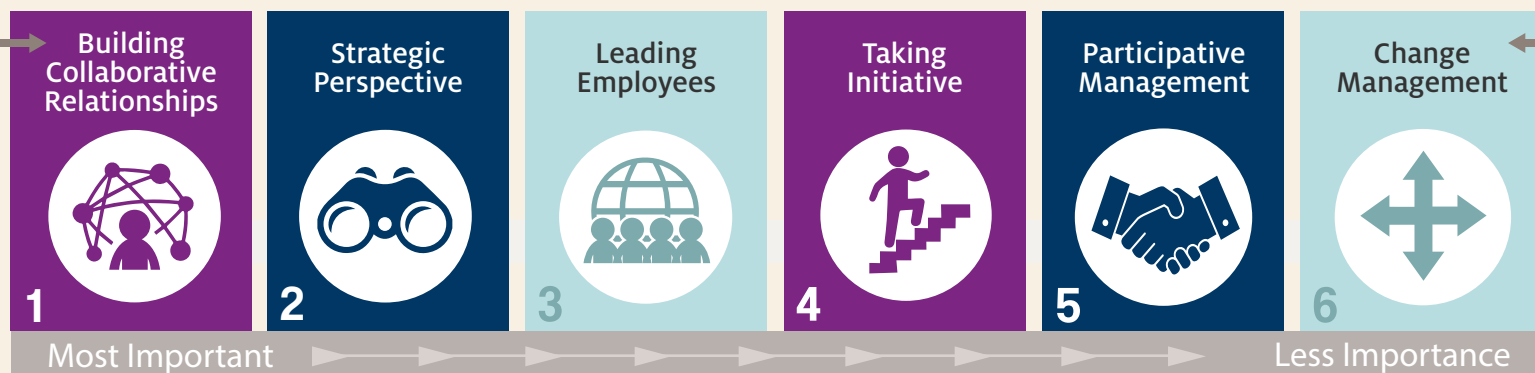 Building
Collaborative
Relationships
1
Strategic
Perspective
2
Leading
Employees
3
Taking
Initiative
4
Participative
Management
5
Change
Management
6
Most Important
Less Importance